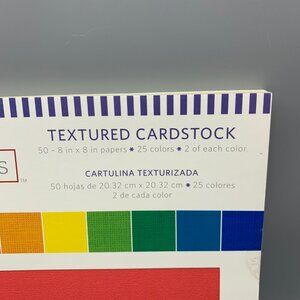 TEXTURED CARDSTOCK
50 - 8 in x 8 in papers * 25 colors * 2 of each color
S
™
CARTULINA TEXTURIZADA
50 hojas de 20.32 cm x 20.32 cm * 25 colores
2 de cada color